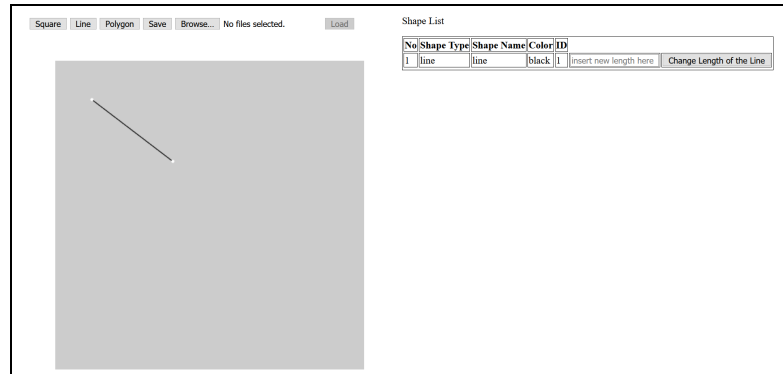 Square Line Polygon Save Browse... No files selected. Load
Shape List
No Shape Type Shape Name Color ID
1 line line black 1 insert new length here Change Length of the Line